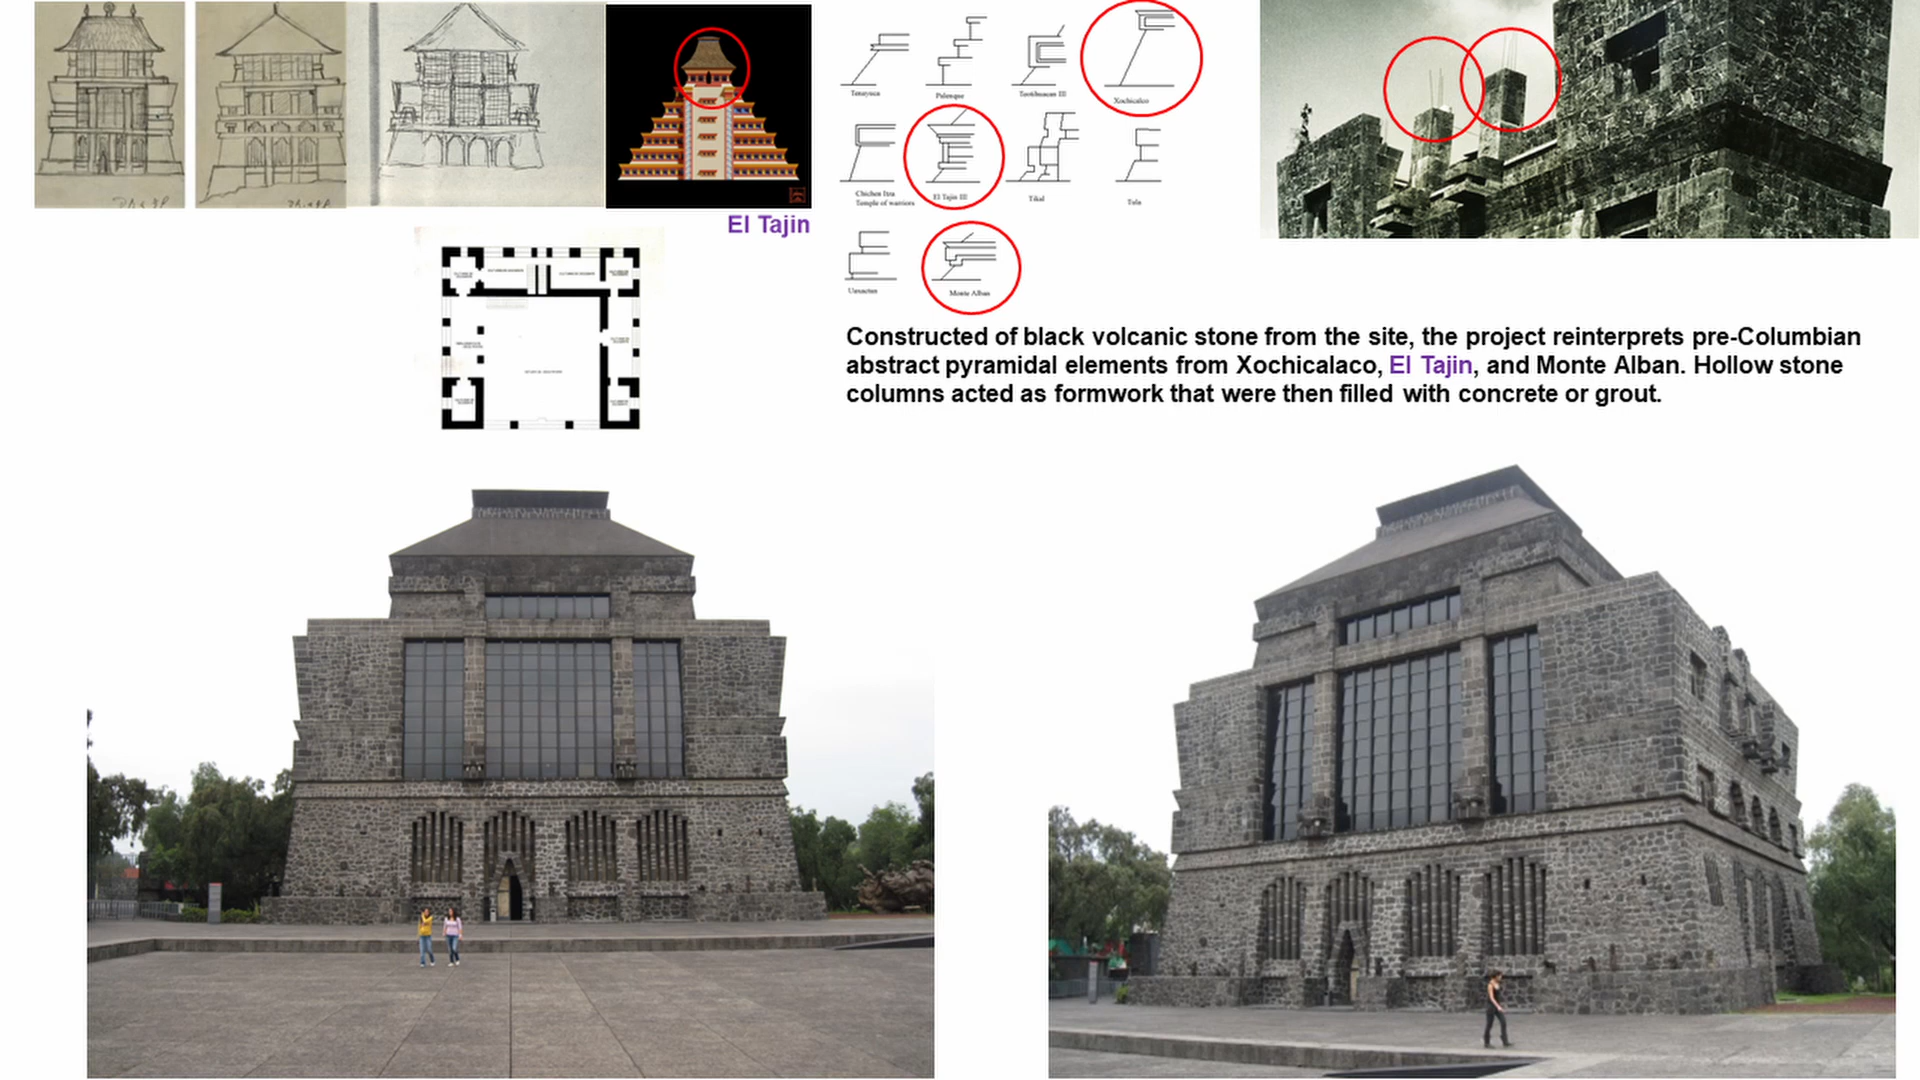 El Tajin
Tenayuca
Palenque
Teotihuacan III
Xochicalco
Chichen Itza
Temple of warriors
El Tajin III
Tikal
Tula
Uaxactun
Monte Alban
Constructed of black volcanic stone from the site, the project reinterprets pre-Columbian
abstract pyramidal elements from Xochicalaco, El Tajin, and Monte Alban. Hollow stone
columns acted as formwork that were then filled with concrete or grout.